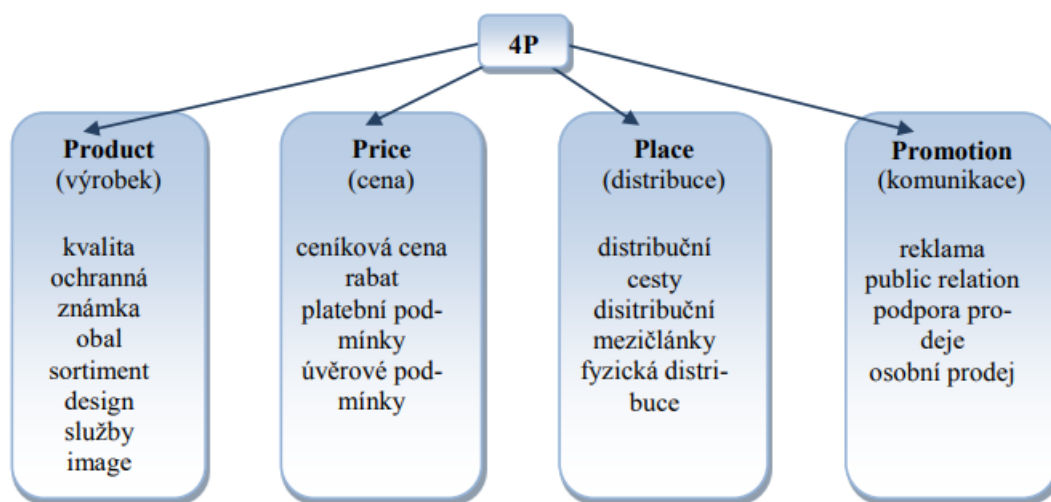 4P
Product
(výrobek)
kvalita
ochranná
známka
obal
sortiment
design
služby
image
Price
(cena)
ceníková cena
rabat
platební pod-
mínky
úvěrové pod-
mínky
Place
(distribuce)
distribuční
cesty
disitribuční
mezičlánky
fyzická distri-
buce
Promotion
(komunikace)
reklama
public relation
podpora pro-
deje
osobní prodej